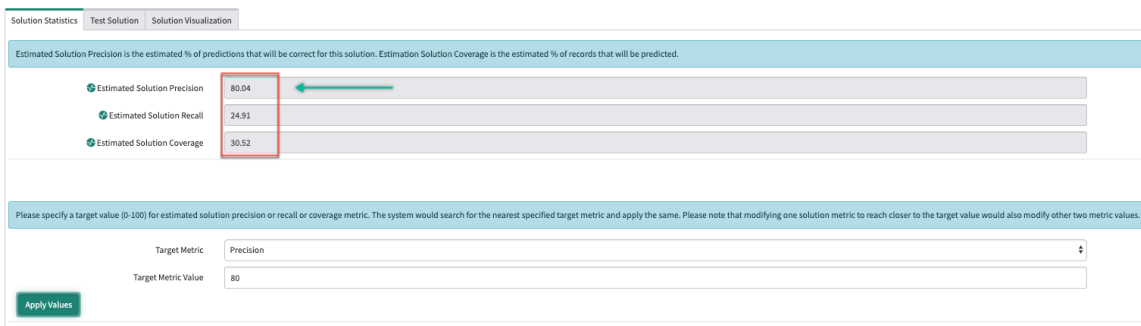 Solution Statistics Test Solution Solution Visualization
Estimated Solution Precision is the estimated % of predictions that will be correct for this solution. Estimation Solution Coverage is the estimated % of records that will be predicted.
Estimated Solution Precision 80.04
Estimated Solution Recall 24.91
Estimated Solution Coverage 30.52
Please specify a target value (0-100) for estimated solution precision or recall or coverage metric. The system would search for the nearest specified target metric and apply the same. Please note that modifying one solution metric to reach closer to the target value would also modify other two metric values.
Target Metric Precision
Target Metric Value 80
Apply Values